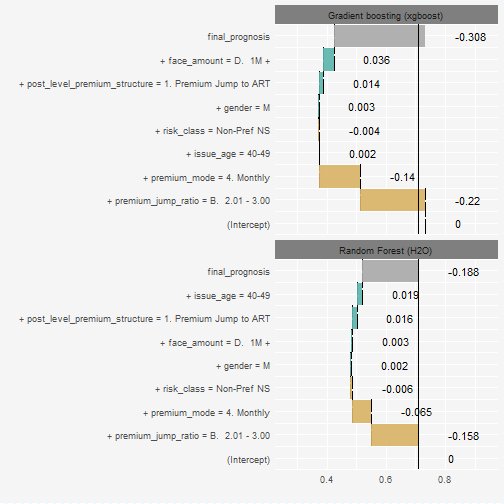 Gradient boosting (xgboost)
final_prognosis -0.308
+ face_amount = D.  1M + 0.036
+ post_level_premium_structure = 1. Premium Jump to ART 0.014
+ gender = M 0.003
+ risk_class = Non-Pref NS -0.004
+ issue_age = 40-49 0.002
+ premium_mode = 4. Monthly -0.14
+ premium_jump_ratio = B.  2.01 - 3.00 -0.22
(Intercept) 0
Random Forest (H2O)
final_prognosis -0.188
+ issue_age = 40-49 0.019
+ post_level_premium_structure = 1. Premium Jump to ART 0.016
+ face_amount = D.  1M + 0.003
+ gender = M 0.002
+ risk_class = Non-Pref NS -0.006
+ premium_mode = 4. Monthly -0.065
+ premium_jump_ratio = B.  2.01 - 3.00 -0.158
(Intercept) 0
0.4 0.6 0.8